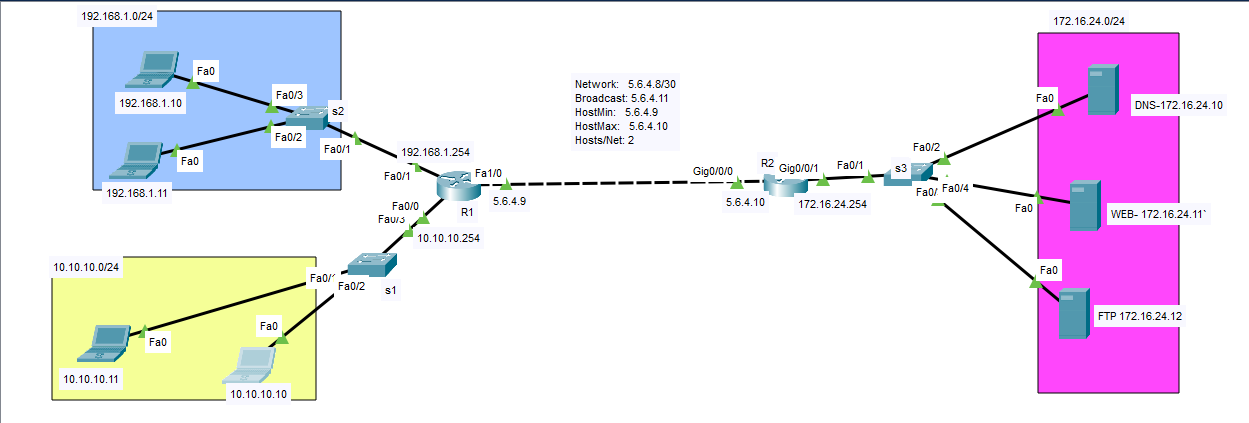 192.168.1.0/24
172.16.24.0/24
Fa0
192.168.1.10
Fa0/3
s2
Fa0/2
Fa0/1
Fa0
192.168.1.11
192.168.1.254
Fa0/1
Fa1/0
5.6.4.9
R1
Fa0/0
Fa0/3
10.10.10.254
Network: 5.6.4.8/30
Broadcast: 5.6.4.11
HostMin: 5.6.4.9
HostMax: 5.6.4.10
Hosts/Net: 2
Gig0/0/0
R2
Gig0/0/1
5.6.4.10
172.16.24.254
Fa0/1
s3
Fa0/2
Fa0/
Fa0/4
Fa0
DNS-172.16.24.10
Fa0
WEB- 172.16.24.11`
Fa0
FTP 172.16.24.12
10.10.10.0/24
Fa0/
Fa0/2
s1
Fa0
10.10.10.11
Fa0
10.10.10.10